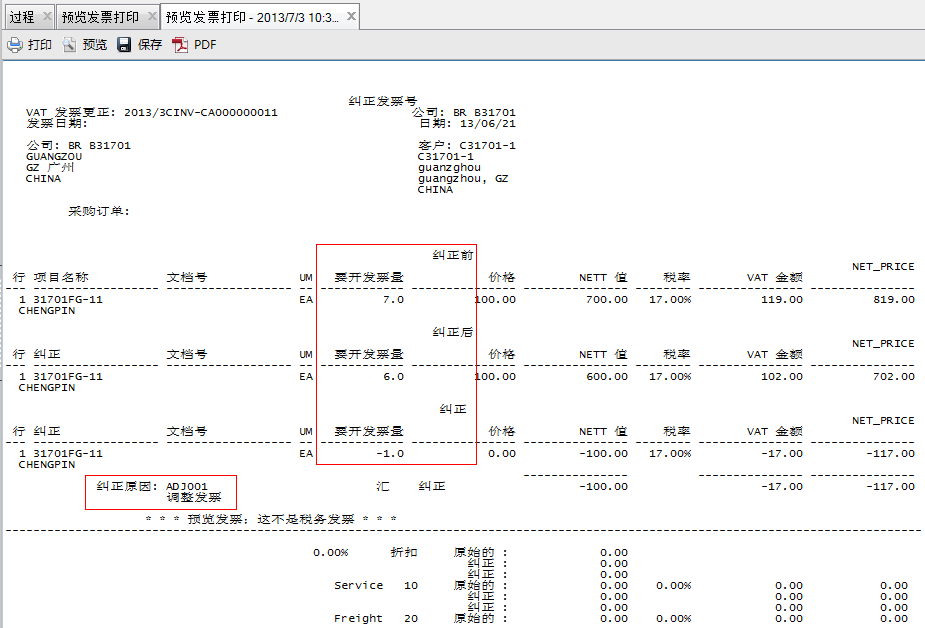 过程 预览发票打印 预览发票打印 - 2013/7/3 10:3...
打印 预览 保存 PDF
纠正发票号
VAT 发票更正: 2013/3CINV-CA000000011 公司: BR B31701
发票日期: 日期: 13/06/21
公司: BR B31701 客户: C31701-1
GUANGZOU C31701-1
GZ 广州 guanzghou
CHINA guangzhou, GZ
CHINA
采购订单:
纠正前
NET_PRICE
行 项目名称 文档号 UM 要开发票量 价格 NETT 值 税率 VAT 金额
1 31701FG-11 EA 7.0 100.00 700.00 17.00% 119.00 819.00
CHENGPIN
纠正后
NET_PRICE
行 纠正 文档号 UM 要开发票量 价格 NETT 值 税率 VAT 金额
1 31701FG-11 EA 6.0 100.00 600.00 17.00% 102.00 702.00
CHENGPIN
纠正
NET_PRICE
行 纠正 文档号 UM 要开发票量 价格 NETT 值 税率 VAT 金额
1 31701FG-11 EA -1.0 0.00 -100.00 17.00% -17.00 -117.00
CHENGPIN
纠正原因: ADJ001 汇 纠正 -100.00 -17.00 -117.00
调整发票
* * * 预览发票; 这不是税务发票 * * *
0.00% 折扣 原始的 : 0.00
纠正 : 0.00
纠正 : 0.00
Service 10 原始的 : 0.00 0.00% 0.00 0.00
纠正 : 0.00 0.00 0.00
纠正 : 0.00 0.00 0.00
Freight 20 原始的 : 0.00 0.00% 0.00 0.00